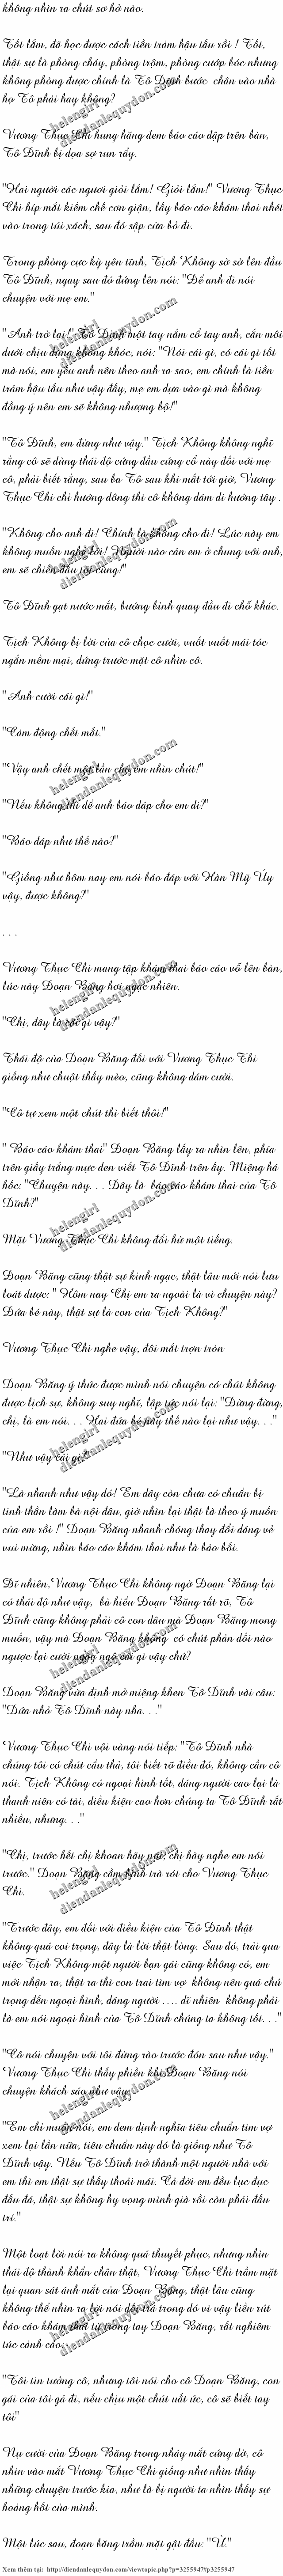 không nhìn ra chút sơ hở nào.
Tốt lắm, đã học được cách tiền trảm hậu tấu rồi ! Tốt,
thật sự là phòng cháy, phòng trộm, phòng cướp bóc nhưng
không phòng được chính là Tô Dĩnh bước chân vào nhà
họ Tô phải hay không?
Vương Thục Chi hung hăng đem báo cáo đập trên bàn,
Tô Dĩnh bị dọa sợ run rẩy.
"Hai người các ngươi giỏi lắm! Giỏi lắm!" Vương Thục
Chi híp mắt kiềm chế cơn giận, lấy báo cáo khám thai nhét
vào trong túi xách, sau đó sập cửa bỏ đi.
Trong phòng cực kỳ yên tĩnh, Tịch Không sờ sờ lên đầu
Tô Dĩnh, ngay sau đó đứng lên nói: "Để anh đi nói
chuyện với mẹ em."
" Anh trở lại!" Tô Dĩnh một tay nắm cổ tay anh, cắn môi
dưới chịu đựng không khóc, nói: "Nói cái gì, có cái gì tốt
mà nói, em yêu anh nên theo anh ra sao, em chính là tiền
trảm hậu tấu như vậy đấy, mẹ em dựa vào gì mà không
đồng ý nên em sẽ không nhượng bộ!"
"Tô Dĩnh, em đừng như vậy." Tịch Không không nghĩ
rằng cô sẽ dùng thái độ cứng đầu cứng cổ này đối với mẹ
cô, phải biết rằng, sau ba Tô sau khi mất tới giờ, Vương
Thục Chi chỉ hướng đông thì cô không dám đi hướng tây .
"Không cho anh đi ! Chính là không cho đi ! Lúc này em
không muốn nghe lời ! Người nào cản em ở chung với anh,
em sẽ chiến đấu tới cùng!"
Tô Dĩnh gạt nước mắt, bướng bỉnh quay đầu đi chỗ khác.
Tịch Không bị lời của cô chọc cười, vuốt vuốt mái tóc
ngắn mềm mại, đứng trước mặt cô nhìn cô.
" Anh cười cái gì!"
"Cảm động chết mất."
"Vậy anh chết một lần cho em nhìn chút!"
"Nếu không thì để anh báo đáp cho em đi?"
"Báo đáp như thế nào?"
"Giống như hôm nay em nói báo đáp với Hàn Mỹ Úy
vậy, được không?"
. . .
Vương Thục Chi mang tập khám thai báo cáo vỗ lên bàn,
lúc này Doạn Băng hơi ngạc nhiên.
"Chị, đây là cái gì vậy?"
Thái độ của Doạn Băng đối với Vương Thục Thi
giống như chuột thấy mèo, cũng không dám cười.
"Cô tự xem một chút thì biết thôi!"
" Báo cáo khám thai" Doạn Băng lấy ra nhìn lên, phía
trên giấy trắng mực đen viết Tô Dĩnh trên ấy. Miệng há
hốc: "Chuyện này. . . Đây là báo cáo khám thai của Tô
Dĩnh?"
Mặt Vương Thục Chi không đổi hừ một tiếng.
Doạn Băng cũng thật sự kinh ngạc, thật lâu mới nói lưu
loát được: " Hôm nay Chị em ra ngoài là vì chuyện này?
Đứa bé này, thật sự là con của Tịch Không?"
Vương Thục Chi nghe vậy, đôi mắt trợn tròn
Doạn Băng ý thức được mình nói chuyện có chút không
được lịch sự, không suy nghĩ, lập tức nói lại: "Đừng đừng,
chị, là em nói. . . Hai đứa bé này thế nào lại như vậy. . ."
"Như vậy cái gì?"
"Là nhanh như vậy đó! Em đây còn chưa có chuẩn bị
tinh thần làm bà nội đâu, giờ nhìn lại thật là theo ý muốn
của em rồi !" Doạn Băng nhanh chóng thay đổi dáng vẻ
vui mừng, nhìn báo cáo khám thai như là bảo bối.
Dĩ nhiên,Vương Thục Chi không ngờ Doạn Băng lại
có thái độ như vậy, bà hiểu Doạn Băng rất rõ, Tô
Dĩnh cũng không phải cô con dâu mà Doạn Băng mong
muốn, vậy mà Doạn Băng không có chút phản đối nào
ngược lại cười ngây ngô cái gì vậy chứ?
Doạn Băng vừa định mở miệng khen Tô Dĩnh vài câu:
"Đứa nhỏ Tô Dĩnh này nha. . ."
Vương Thục Chi vội vàng nói tiếp: "Tô Dĩnh nhà
chúng tôi có chút cẩu thả, tôi biết rõ điều đó, không cần cô
nói. Tịch Không có ngoại hình tốt, dáng người cao lại là
thanh niên có tài, điều kiện cao hơn chúng ta Tô Dĩnh rất
nhiều, nhưng. . ."
"Chị, trước hết chị khoan hãy nói, chị hãy nghe em nói
trước." Doạn Băng cầm bình trà rót cho Vương Thục
Chi.
"Trước đây, em đối với điều kiện của Tô Dĩnh thật
không quá coi trọng, đây là lời thật lòng. Sau đó, trải qua
việc Tịch Không một người bạn gái cũng không có, em
mới nhận ra, thật ra thì con trai tìm vợ không nên quá chú
trọng đến ngoại hình, dáng người .... dĩ nhiên không phải
là em nói ngoại hình của Tô Dĩnh chúng ta không tốt. . ."
"Cô nói chuyện với tôi đừng rào trước đón sau như vậy."
Vương Thục Chi thấy phiền khi Doạn Băng nói
chuyện khách sáo như vậy.
"Em chỉ muốn nói, em đem định nghĩa tiêu chuẩn tìm vợ
xem lại lần nữa, tiêu chuẩn này đó là giống như Tô
Dĩnh vậy. Nếu Tô Dĩnh trở thành một người nhà với
em thì em thật sự thấy thoải mái. Cả đời em đều lục đục
đấu đá, thật sự không hy vọng mình già rồi còn phải đấu
trí."
Một loạt lời nói ra không quá thuyết phục, nhưng nhìn
thái độ thành khẩn chân thật, Vương Thục Chi trầm mặt
lại quan sát ánh mắt của Doạn Băng, thật lâu cũng
không thể nhìn ra lời nói dối trá trong đó vì vậy liền rút
báo cáo khám thai từ trong tay Doạn Băng, rất nghiêm
túc cảnh cáo:
"Tôi tin tưởng cô, nhưng tôi nói cho cô Doạn Băng, con
gái của tôi gả đi, nếu chịu một chút uất ức, cô sẽ biết tay
tôi"
Nụ cười của Doạn Băng trong nháy mắt cứng đờ, cô
nhìn vào mắt Vương Thục Chi giống như nhìn thấy
những chuyện trước kia, như là bị người ta nhìn thấy sự
hoảng hốt của mình.
Một lúc sau, doạn băng trầm mặt gật đầu: "Ừ."
Xem thêm tại: http://diendanlequydon.com/viewtopic.php?p=3255947#p3255947